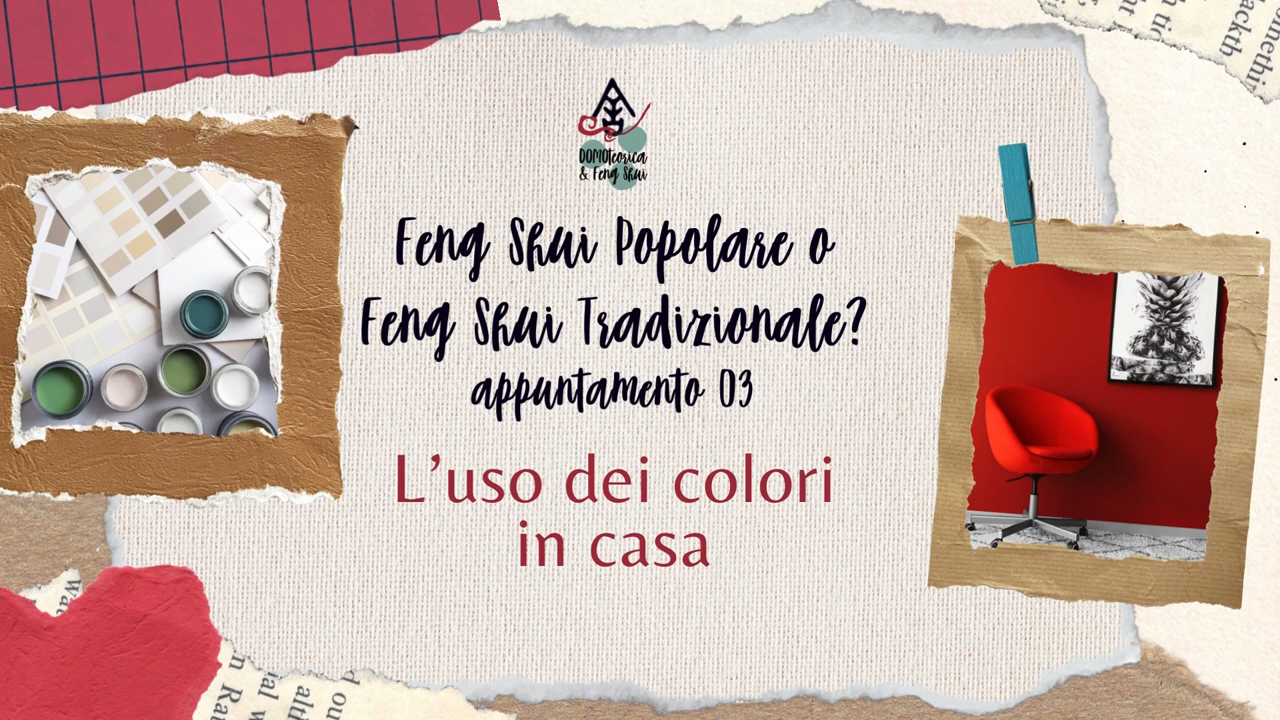 DOMOteorica
& Feng Shui
Feng Shui Popolare o
Feng Shui Tradizionale?
appuntamento 03
L'uso dei colori
in casa